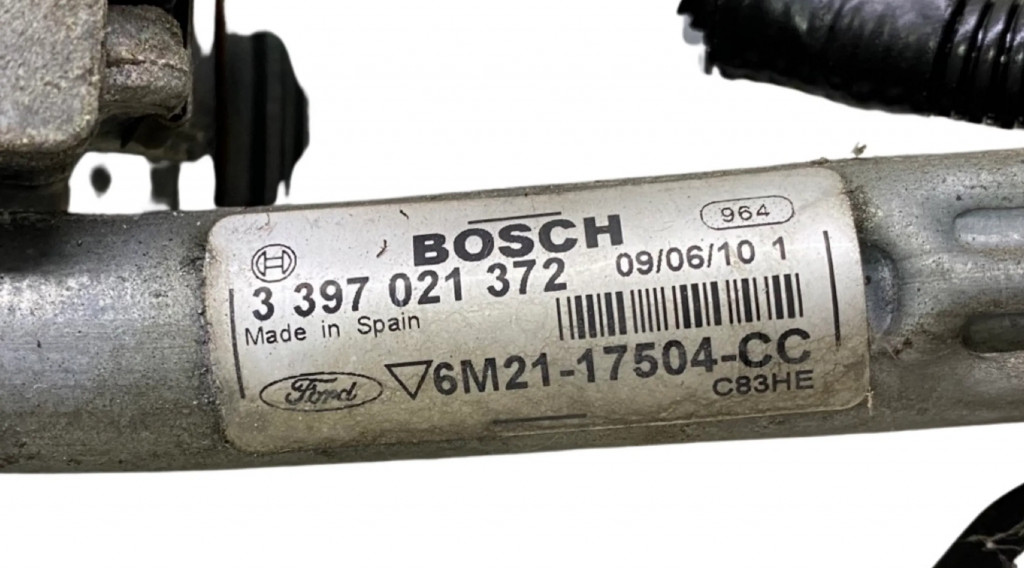 BOSCH
964
3 397 021 372
09/06/10 1
Made in Spain
Ford
6M21-17504-CC
C83HE